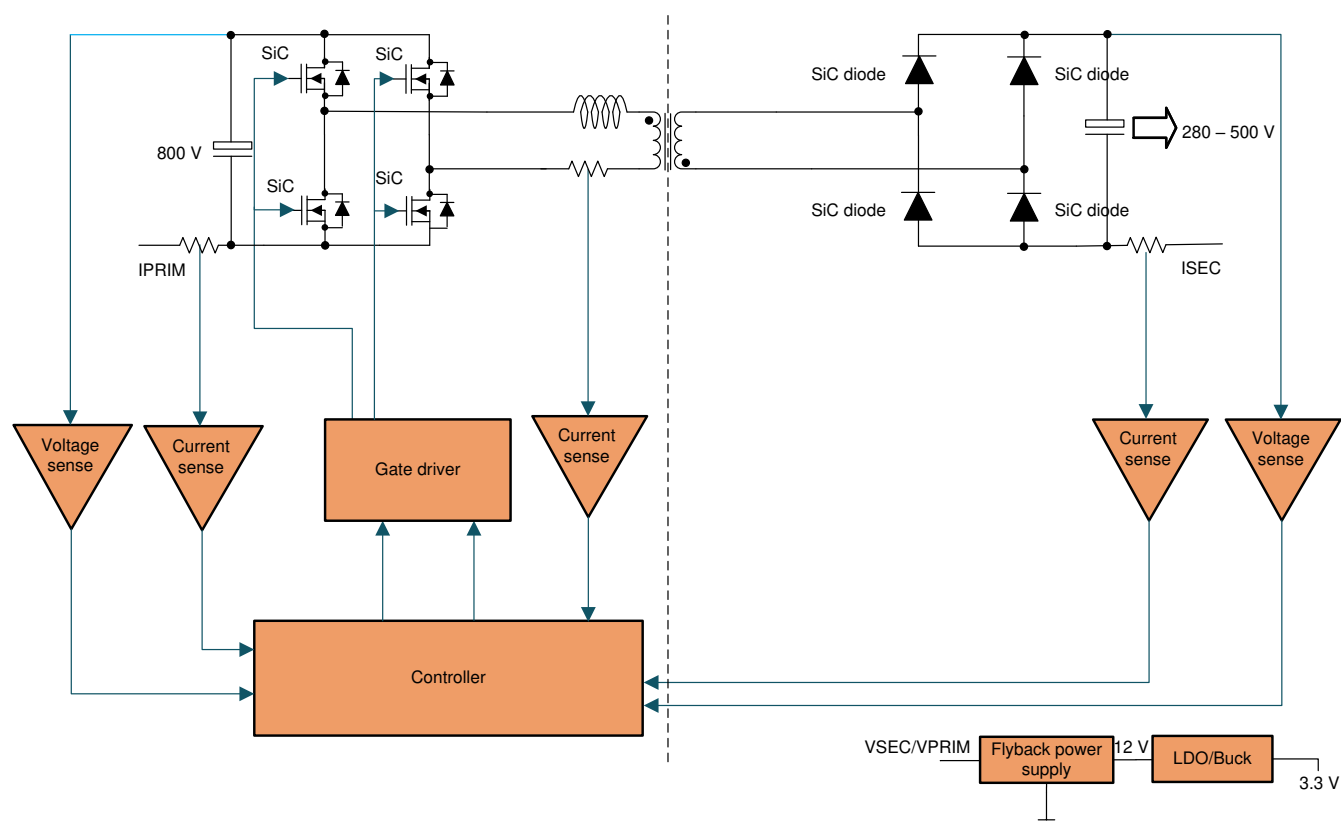 SiC
SiC
SiC diode
SiC diode
800 V
280 – 500 V
SiC
SiC
SiC diode
SiC diode
IPRIM
ISEC
Voltage
sense
Current
sense
Gate driver
Current
sense
Current
sense
Voltage
sense
Controller
VSEC/VPRIM
Flyback power
supply
12 V
LDO/Buck
3.3 V